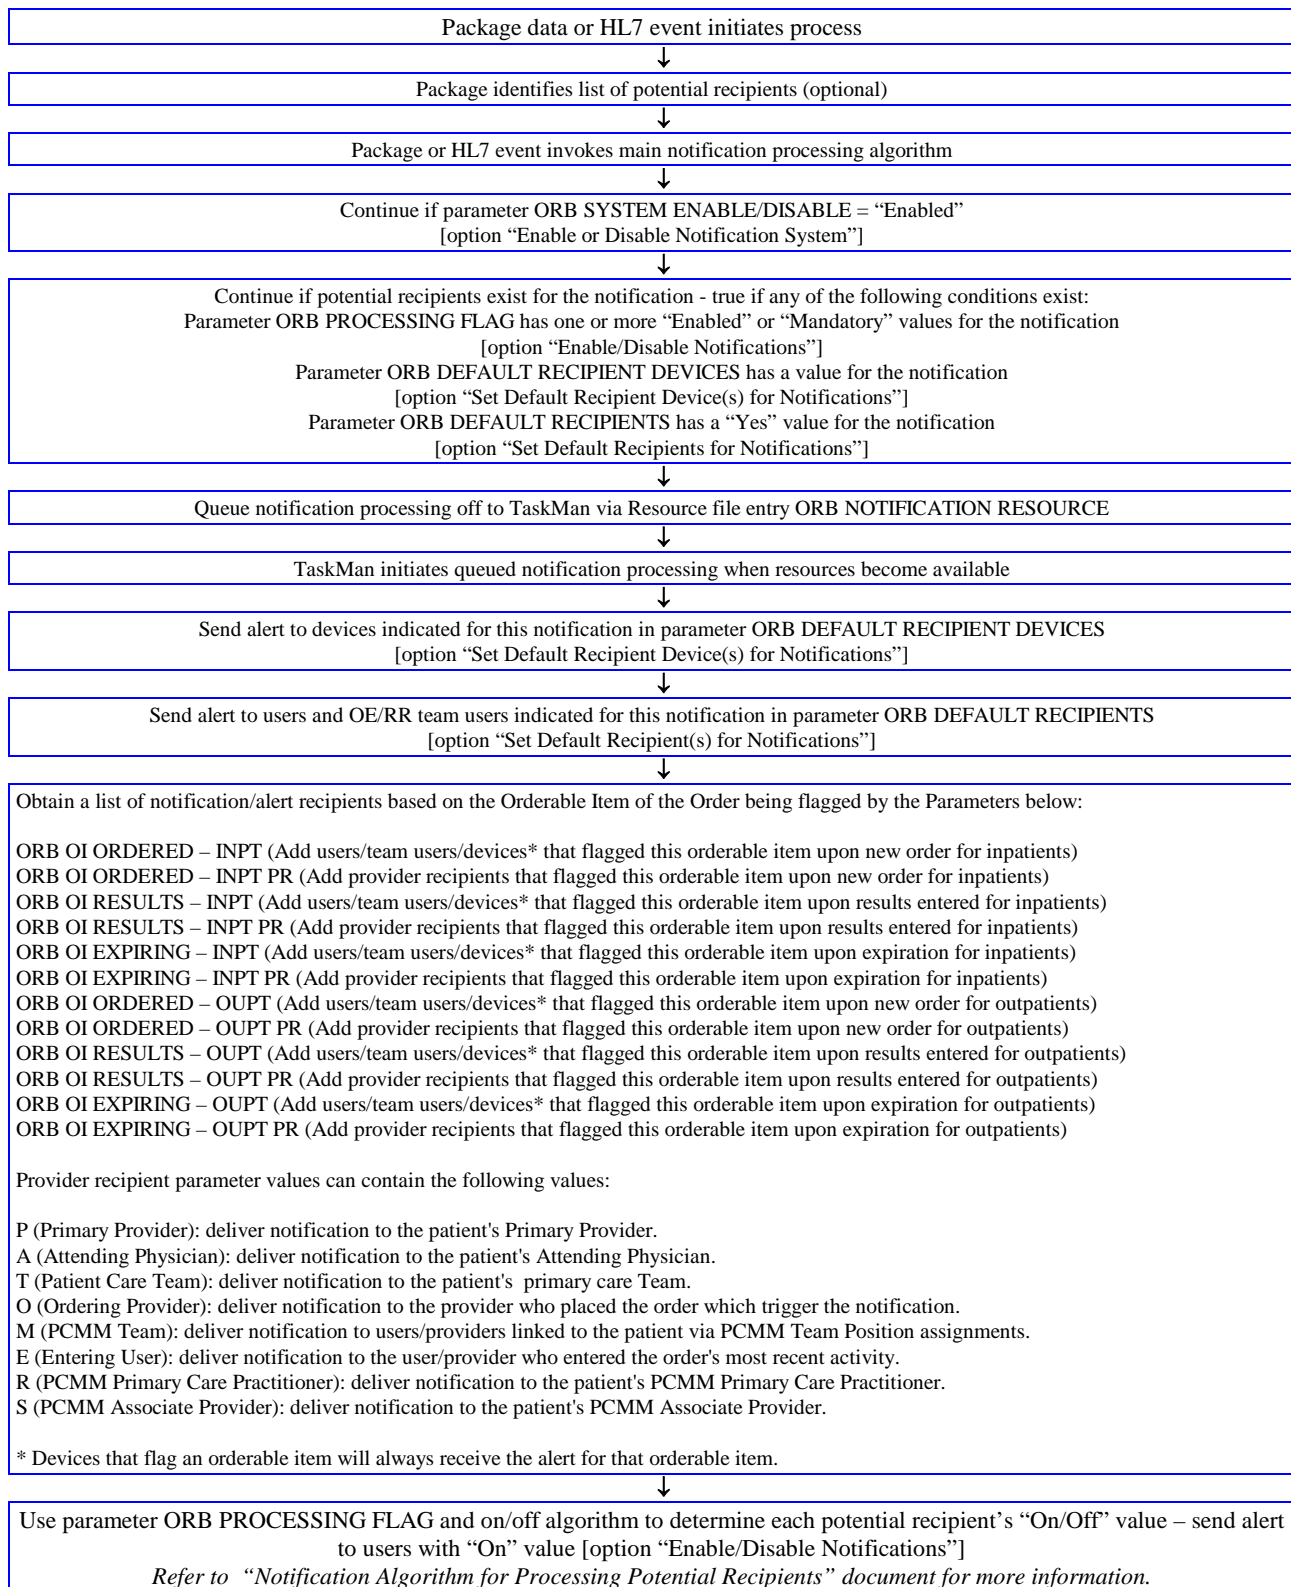 Package data or HL7 event initiates process
↓
Package identifies list of potential recipients (optional)
↓
Package or HL7 event invokes main notification processing algorithm
↓
Continue if parameter ORB SYSTEM ENABLE/DISABLE = “Enabled”
[option “Enable or Disable Notification System”]
↓
Continue if potential recipients exist for the notification - true if any of the following conditions exist:
Parameter ORB PROCESSING FLAG has one or more “Enabled” or “Mandatory” values for the notification
[option “Enable/Disable Notifications”]
Parameter ORB DEFAULT RECIPIENT DEVICES has a value for the notification
[option “Set Default Recipient Device(s) for Notifications”]
Parameter ORB DEFAULT RECIPIENTS has a “Yes” value for the notification
[option “Set Default Recipients for Notifications”]
↓
Queue notification processing off to TaskMan via Resource file entry ORB NOTIFICATION RESOURCE
↓
TaskMan initiates queued notification processing when resources become available
↓
Send alert to devices indicated for this notification in parameter ORB DEFAULT RECIPIENT DEVICES
[option “Set Default Recipient Device(s) for Notifications”]
↓
Send alert to users and OE/RR team users indicated for this notification in parameter ORB DEFAULT RECIPIENTS
[option “Set Default Recipient(s) for Notifications”]
↓
Obtain a list of notification/alert recipients based on the Orderable Item of the Order being flagged by the Parameters below:
ORB OI ORDERED – INPT (Add users/team users/devices* that flagged this orderable item upon new order for inpatients)
ORB OI ORDERED – INPT PR (Add provider recipients that flagged this orderable item upon new order for inpatients)
ORB OI RESULTS – INPT (Add users/team users/devices* that flagged this orderable item upon results entered for inpatients)
ORB OI RESULTS – INPT PR (Add provider recipients that flagged this orderable item upon results entered for inpatients)
ORB OI EXPIRING – INPT (Add users/team users/devices* that flagged this orderable item upon expiration for inpatients)
ORB OI EXPIRING – INPT PR (Add provider recipients that flagged this orderable item upon expiration for inpatients)
ORB OI ORDERED – OUPT (Add users/team users/devices* that flagged this orderable item upon new order for outpatients)
ORB OI ORDERED – OUPT PR (Add provider recipients that flagged this orderable item upon new order for outpatients)
ORB OI RESULTS – OUPT (Add users/team users/devices* that flagged this orderable item upon results entered for outpatients)
ORB OI RESULTS – OUPT PR (Add provider recipients that flagged this orderable item upon results entered for outpatients)
ORB OI EXPIRING – OUPT (Add users/team users/devices* that flagged this orderable item upon expiration for outpatients)
ORB OI EXPIRING – OUPT PR (Add provider recipients that flagged this orderable item upon expiration for outpatients)
Provider recipient parameter values can contain the following values:
P (Primary Provider): deliver notification to the patient's Primary Provider.
A (Attending Physician): deliver notification to the patient's Attending Physician.
T (Patient Care Team): deliver notification to the patient's primary care Team.
O (Ordering Provider): deliver notification to the provider who placed the order which trigger the notification.
M (PCMM Team): deliver notification to users/providers linked to the patient via PCMM Team Position assignments.
E (Entering User): deliver notification to the user/provider who entered the order's most recent activity.
R (PCMM Primary Care Practitioner): deliver notification to the patient's PCMM Primary Care Practitioner.
S (PCMM Associate Provider): deliver notification to the patient's PCMM Associate Provider.
* Devices that flag an orderable item will always receive the alert for that orderable item.
↓
Use parameter ORB PROCESSING FLAG and on/off algorithm to determine each potential recipient’s “On/Off” value – send alert
to users with “On” value [option “Enable/Disable Notifications”]
Refer to “Notification Algorithm for Processing Potential Recipients” document for more information.